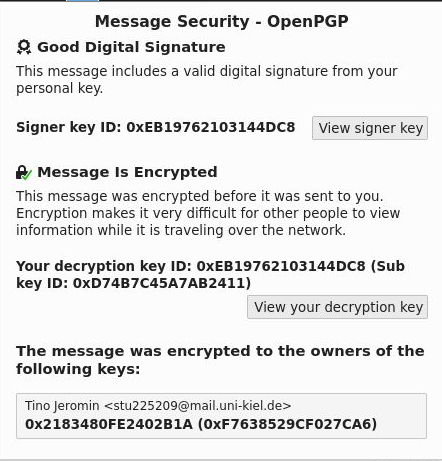 Message Security - OpenPGP
Good Digital Signature
This message includes a valid digital signature from your
personal key.
Signer key ID: 0xEB19762103144DC8
View signer key
Message Is Encrypted
This message was encrypted before it was sent to you.
Encryption makes it very difficult for other people to view
information while it is traveling over the network.
Your decryption key ID: 0xEB19762103144DC8 (Sub
key ID: 0xD74B7C45A7AB2411)
View your decryption key
The message was encrypted to the owners of the
following keys:
Tino Jeromin <stu225209@mail.uni-kiel.de>
0x2183480FE2402B1A (0xF7638529CF027CA6)